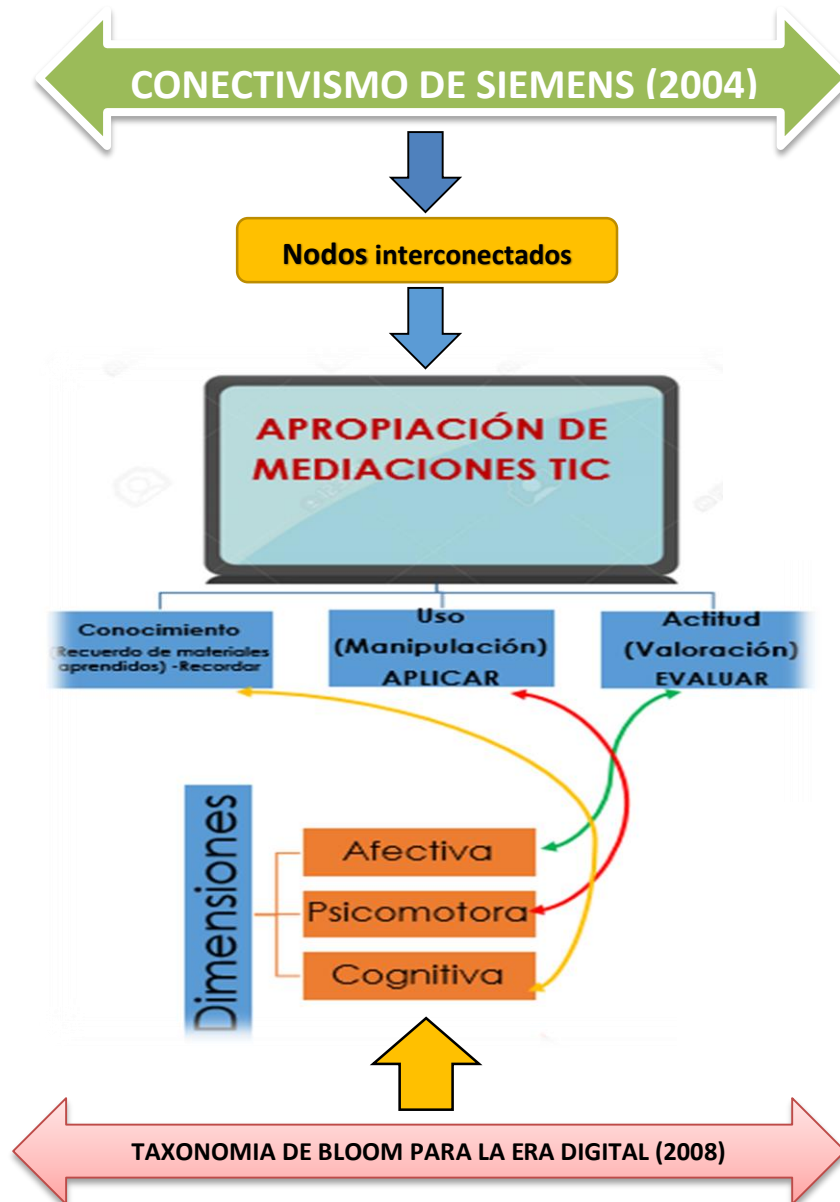 CONECTIVISMO DE SIEMENS (2004)
Nodos interconectados
APROPIACIÓN DE
MEDIACIONES TIC
Conocimiento
(Recuerdo de materiales
aprendidos) -Recordar
Uso
(Manipulación)
APLICAR
Actitud
(Valoración)
EVALUAR
Dimensiones
Afectiva
Psicomotora
Cognitiva
TAXONOMIA DE BLOOM PARA LA ERA DIGITAL (2008)